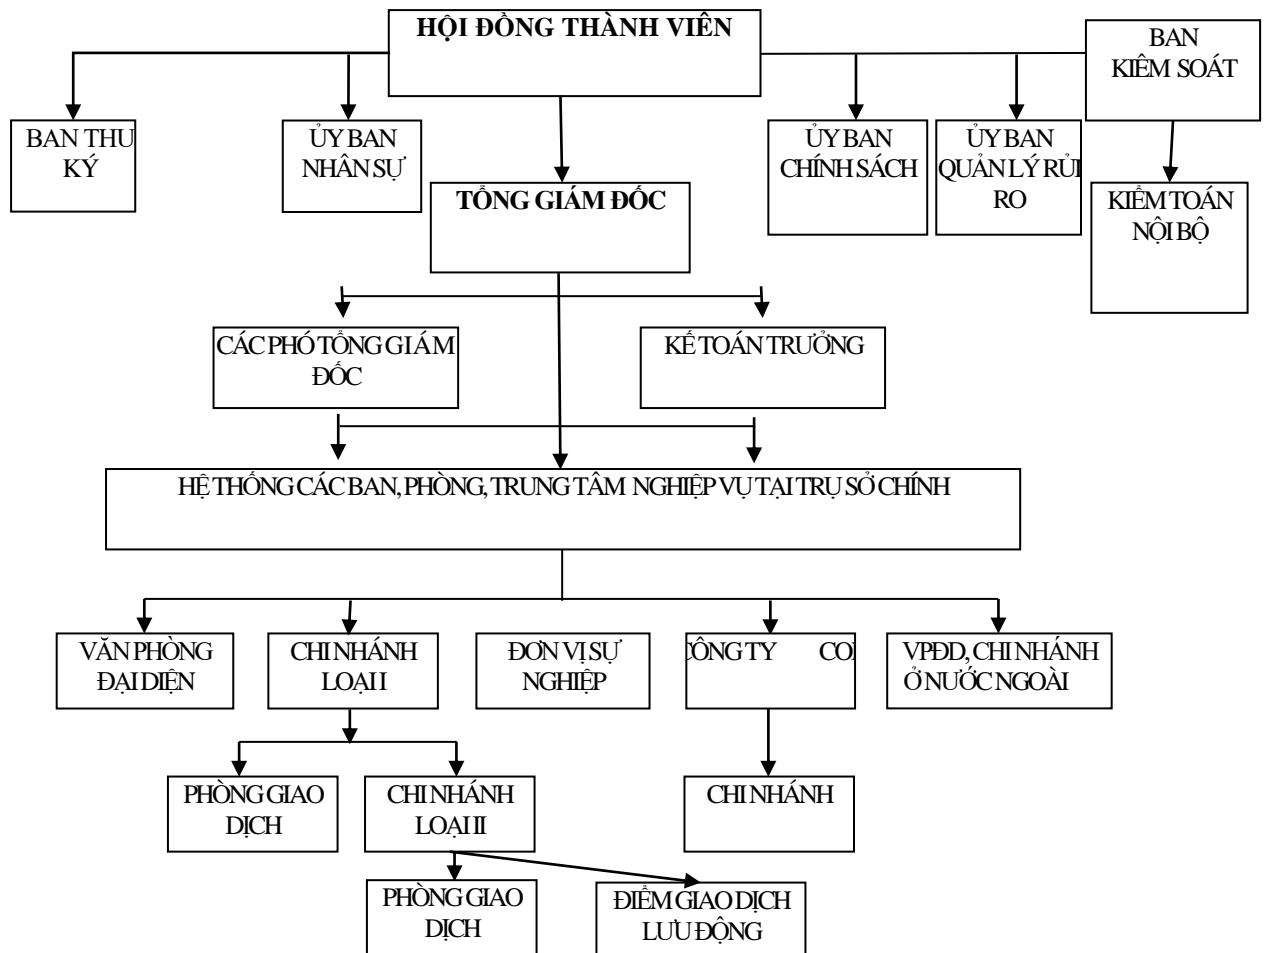 HỘI ĐỒNG THÀNH VIÊN
BAN
KIÊM SOÁT
BAN THU
KÝ
ỦY BAN
NHÂN SỰ
ỦY BAN
CHÍNH SÁCH
ỦY BAN
QUẢN LÝ RỦI
RO
TỔNG GIÁM ĐỐC
KIỂM TOÁN
NỘI BỘ
CÁC PHÓ TỔNG GIÁM
ĐỐC
KẾ TOÁN TRƯỞNG
HỆ THỐNG CÁC BAN, PHÒNG, TRUNG TÂM NGHIỆP VỤ TẠI TRỤ SỞ CHÍNH
VĂN PHÒNG
ĐẠI DIỆN
CHI NHÁNH
LOẠI I
ĐƠN VỊ SỰ
NGHIỆP
CÔNG TY
VPĐD, CHI NHÁNH
Ở NƯỚC NGOÀI
PHÒNG GIAO
DỊCH
CHI NHÁNH
LOẠI II
CHI NHÁNH
PHÒNG GIAO
DỊCH
ĐIỂM GIAO DỊCH
LƯU ĐỘNG